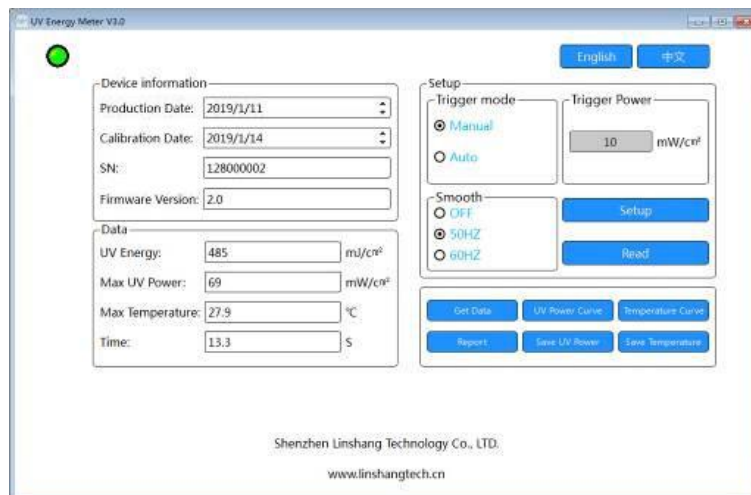 UV Energy Meter V3.0
English
中文
Device information
Production Date: 2019/1/11
Calibration Date: 2019/1/14
SN: 128000002
Firmware Version: 2.0
Data
UV Energy: 485 mJ/cm²
Max UV Power: 69 mW/cm²
Max Temperature: 27.9 ℃
Time: 13.3 S
Setup
Trigger mode
Manual
Auto
Trigger Power
10 mW/cm²
Smooth
OFF
50HZ
60HZ
Setup
Read
Get Data
UV Power Curve
Temperature Curve
Report
Save UV Power
Save Temperature
Shenzhen Linshang Technology Co., LTD.
www.linshangtech.cn